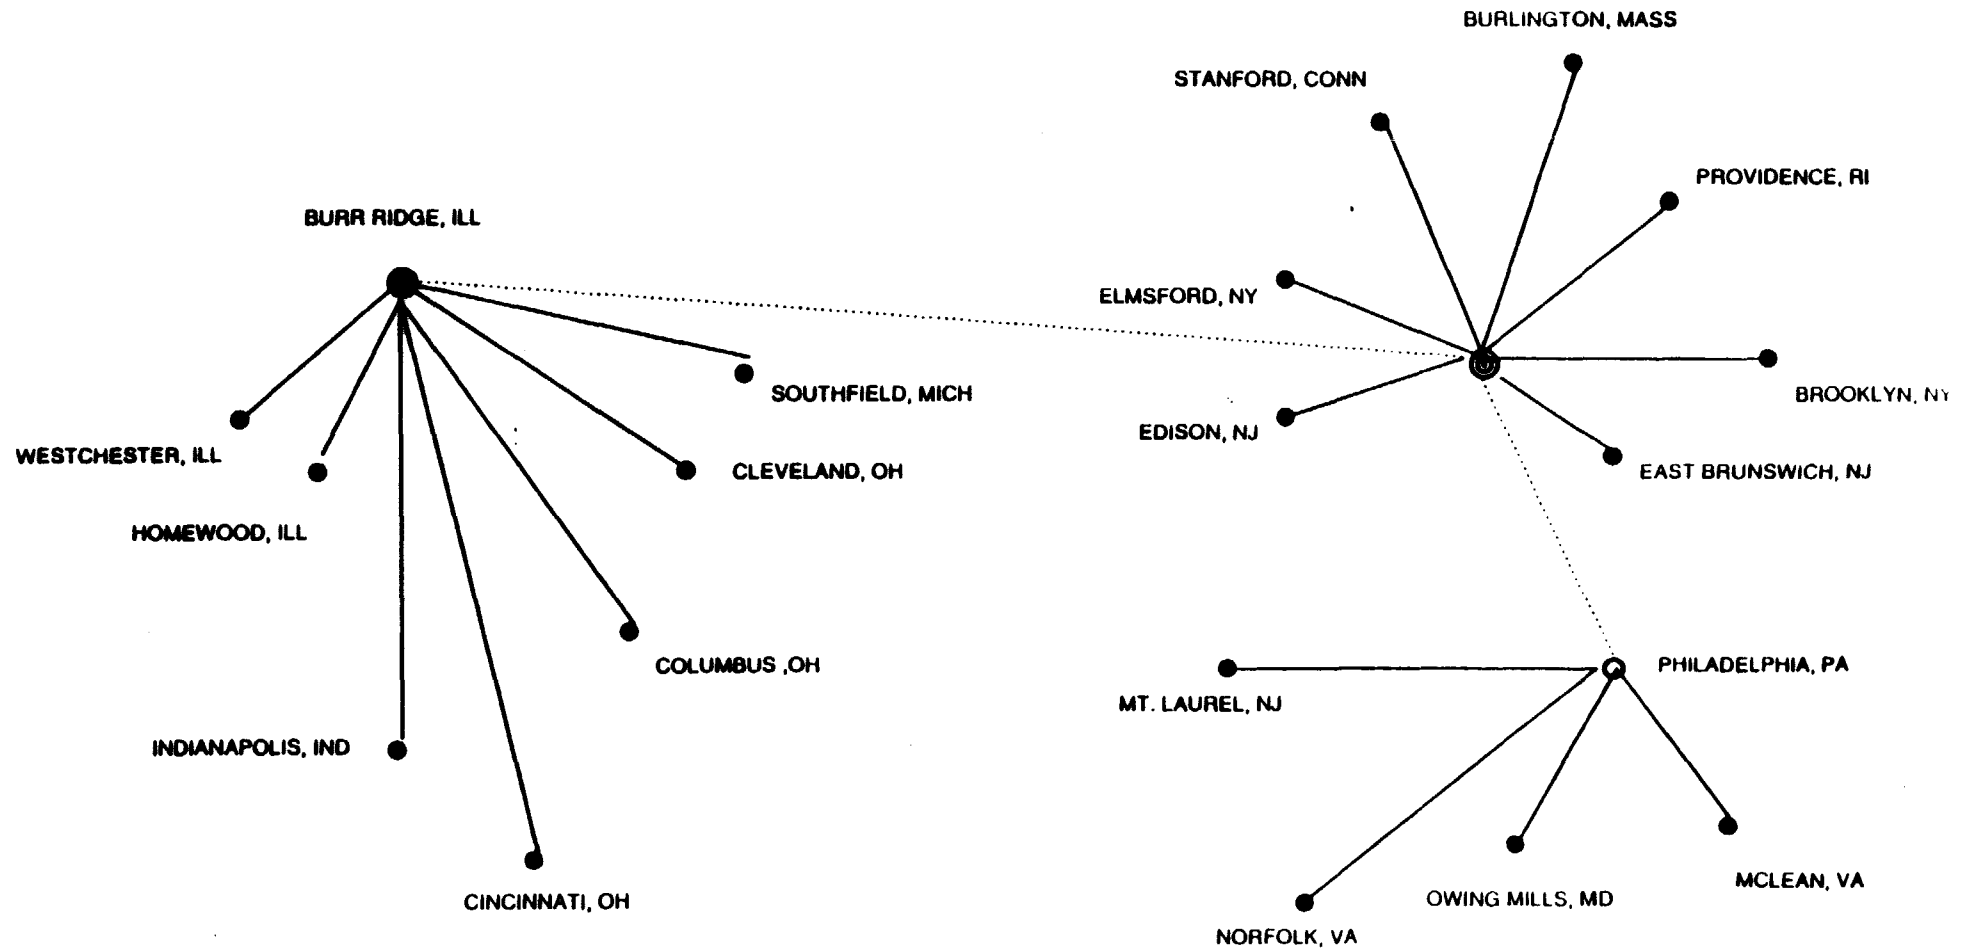 BURLINGTON, MASS
STANFORD, CONN
PROVIDENCE, RI
BURR RIDGE, ILL
ELMSFORD, NY
SOUTHFIELD, MICH
BROOKLYN, NY
EDISON, NJ
WESTCHESTER, ILL
CLEVELAND, OH
EAST BRUNSWICH, NJ
HOMEWOOD, ILL
COLUMBUS ,OH
PHILADELPHIA, PA
MT. LAUREL, NJ
INDIANAPOLIS, IND
MCLEAN, VA
CINCINNATI, OH
OWING MILLS, MD
NORFOLK, VA